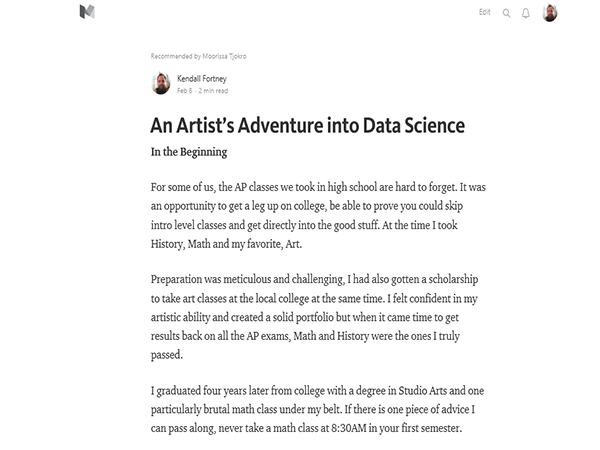 Edit
Recommended by Moorissa Tjokro
Kendall Fortney
Feb 8 · 2 min read
An Artist's Adventure into Data Science
In the Beginning
For some of us, the AP classes we took in high school are hard to forget. It was
an opportunity to get a leg up on college, be able to prove you could skip
intro level classes and get directly into the good stuff. At the time I took
History, Math and my favorite, Art.
Preparation was meticulous and challenging, I had also gotten a scholarship
to take art classes at the local college at the same time. I felt confident in my
artistic ability and created a solid portfolio but when it came time to get
results back on all the AP exams, Math and History were the ones I truly
passed.
I graduated four years later from college with a degree in Studio Arts and one
particularly brutal math class under my belt. If there is one piece of advice I
can pass along, never take a math class at 8:30AM in your first semester.